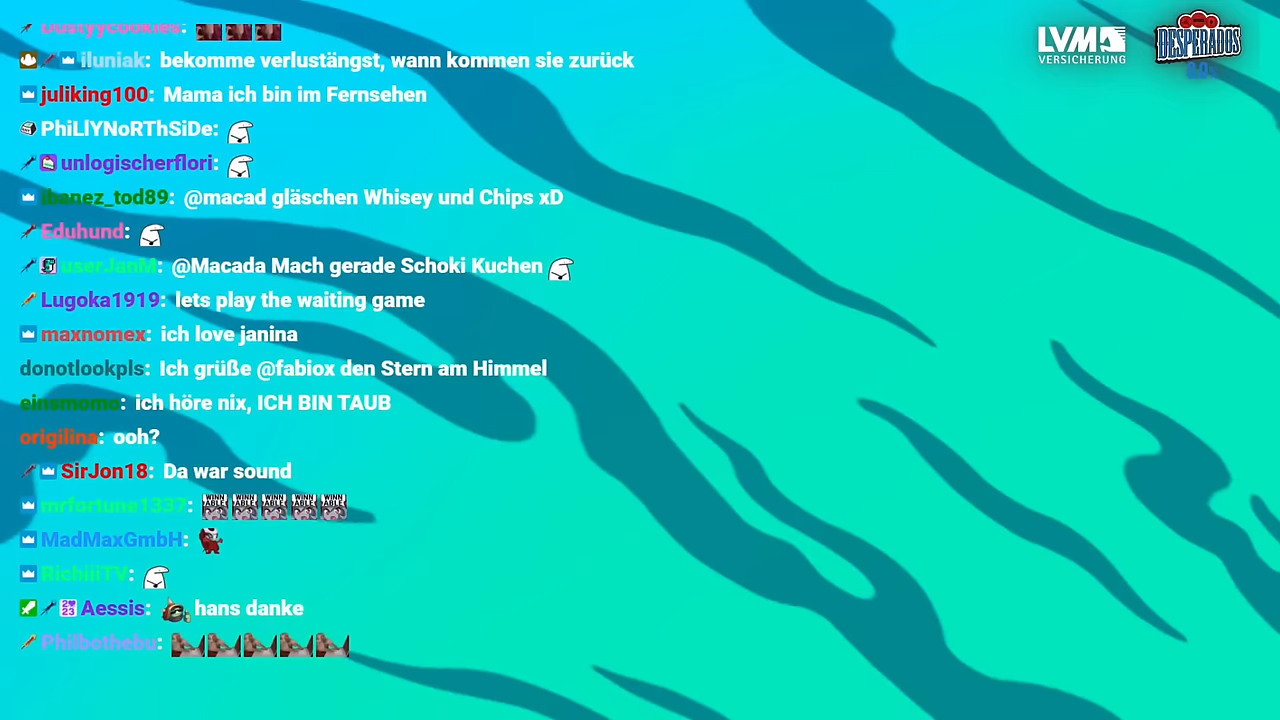 Dustyycookies:
iluniak: bekomme verlustängst, wann kommen sie zurück
juliking100: Mama ich bin im Fernsehen
PhiLlYNoRThSiDe:
unlogischerflori:
ibanez_tod89: @macad gläschen Whisey und Chips xD
Eduhund:
userJanM: @Macada Mach gerade Schoki Kuchen
Lugoka1919: lets play the waiting game
maxnomex: ich love janina
donotlookpls: Ich grüße @fabiox den Stern am Himmel
einsmomo: ich höre nix, ICH BIN TAUB
origilina: ooh?
SirJon18: Da war sound
mrfortune1337:
MadMaxGmbH:
RichiiiTV:
Aessis: hans danke
Philbothebu:
LVM
VERSICHERUNG
DESPERADOS